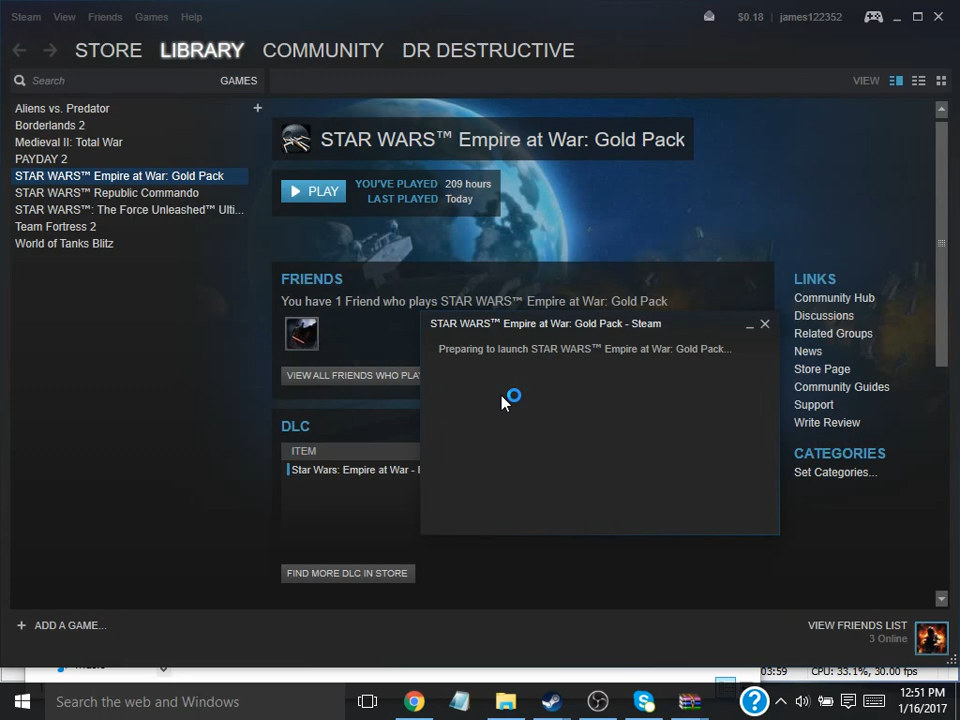 Steam View Friends Games Help
$0.18 james122352
STORE LIBRARY COMMUNITY DR DESTRUCTIVE
Search GAMES
VIEW
Aliens vs. Predator
Borderlands 2
Medieval II: Total War
PAYDAY 2
STAR WARS™ Empire at War: Gold Pack
STAR WARS™ Republic Commando
STAR WARS™: The Force Unleashed™ Ulti...
Team Fortress 2
World of Tanks Blitz
STAR WARS™ Empire at War: Gold Pack
PLAY
YOU'VE PLAYED 209 hours
LAST PLAYED Today
FRIENDS
You have 1 Friend who plays STAR WARS™ Empire at War: Gold Pack
VIEW ALL FRIENDS WHO PLA
DLC
ITEM
Star Wars: Empire at War -
FIND MORE DLC IN STORE
STAR WARS™ Empire at War: Gold Pack - Steam
Preparing to launch STAR WARS™ Empire at War: Gold Pack...
LINKS
Community Hub
Discussions
Related Groups
News
Store Page
Community Guides
Support
Write Review
CATEGORIES
Set Categories...
+ ADD A GAME...
VIEW FRIENDS LIST
3 Online
03:59 CPU: 33.1%, 30.00 fps
Search the web and Windows
12:51 PM
1/16/2017